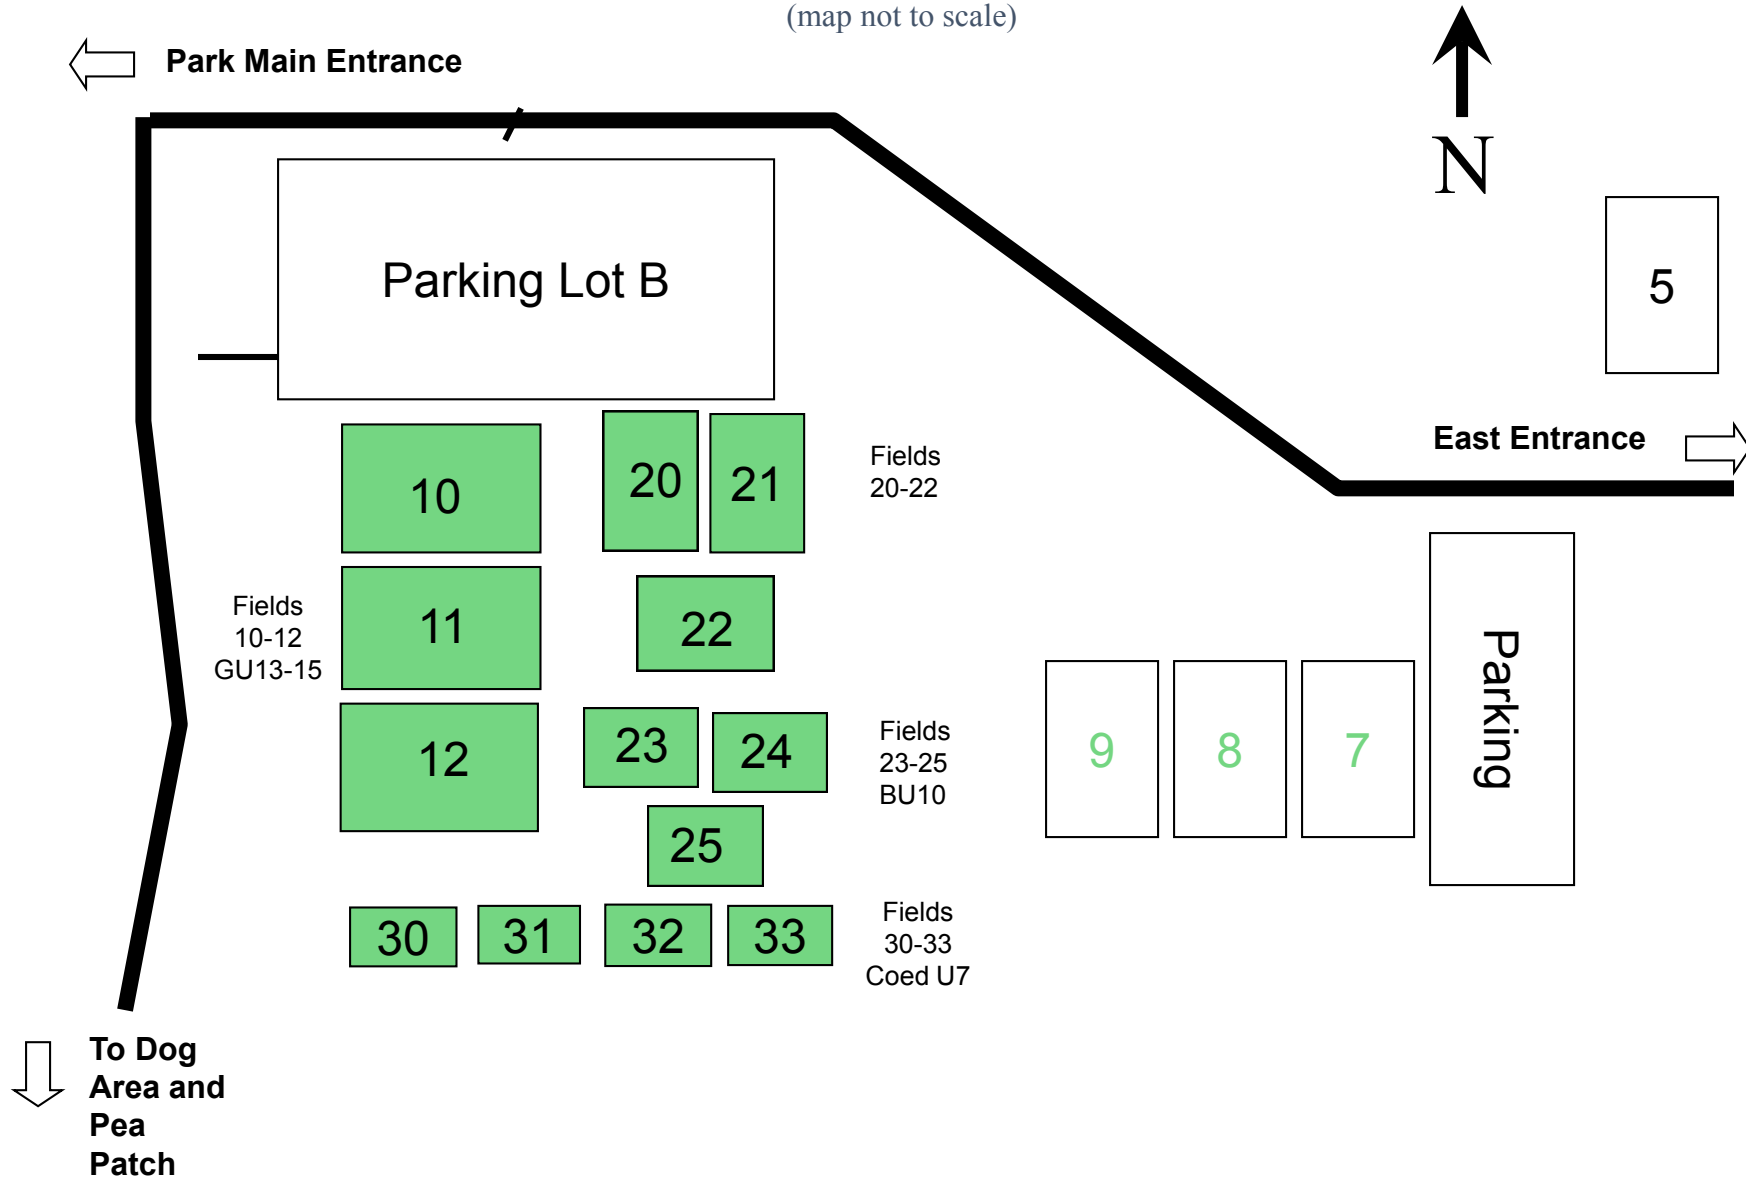 (map not to scale)
Park Main Entrance
N
Parking Lot B
5
East Entrance
10
20
21
Fields
20-22
11
22
Fields
10-12
GU13-15
12
23
24
Fields
23-25
BU10
9
8
7
Parking
25
30
31
32
33
Fields
30-33
Coed U7
To Dog
Area and
Pea
Patch